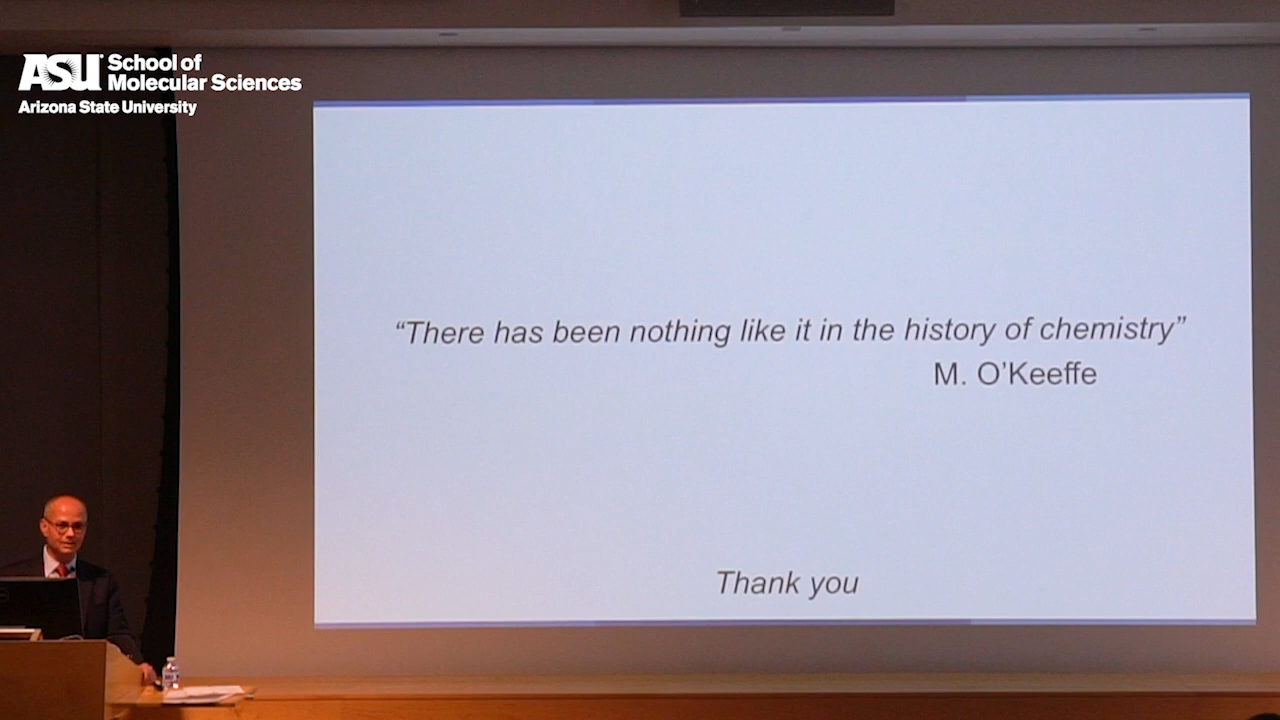 ASU School of
Molecular Sciences
Arizona State University
“There has been nothing like it in the history of chemistry”
M. O’Keeffe
Thank you